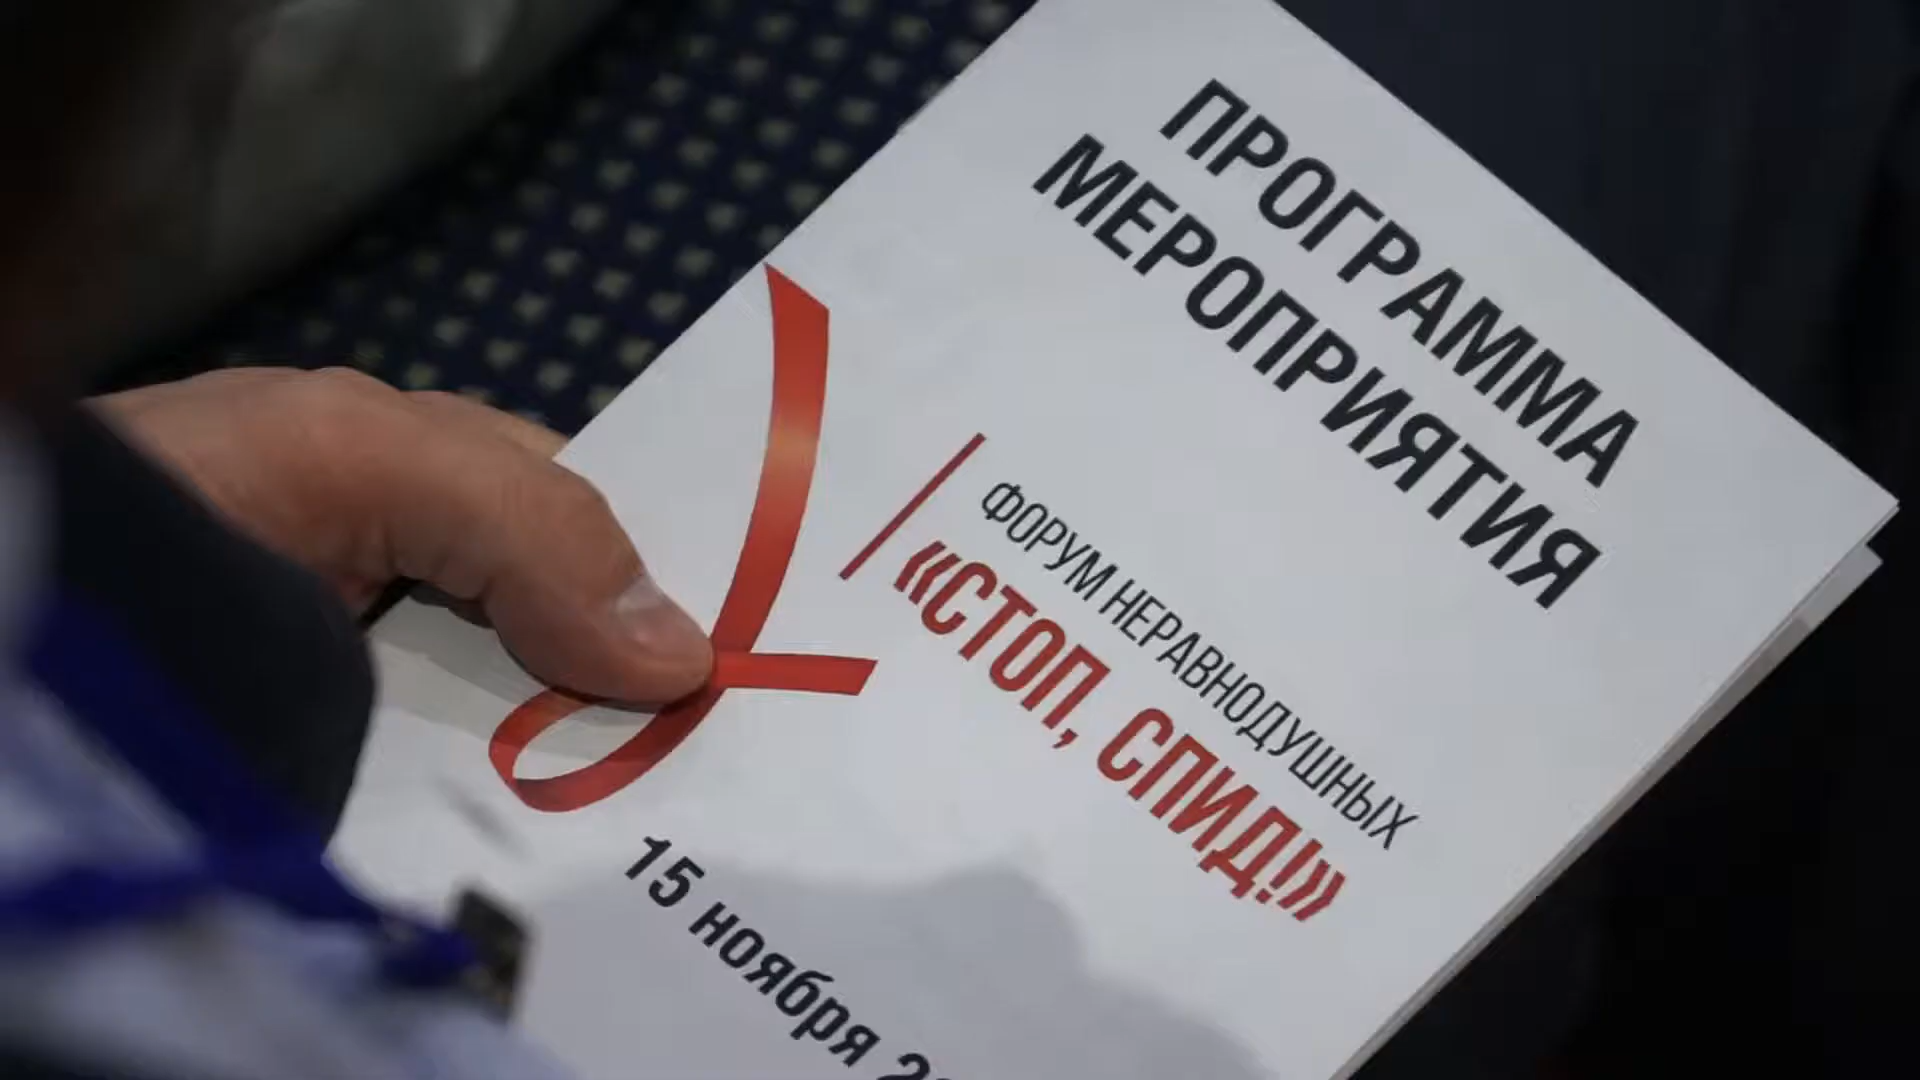 ПРОГРАММА
МЕРОПРИЯТИЯ
ФОРУМ НЕРАВНОДУШНЫХ
«СТОП, СПИД!»
15 ноября